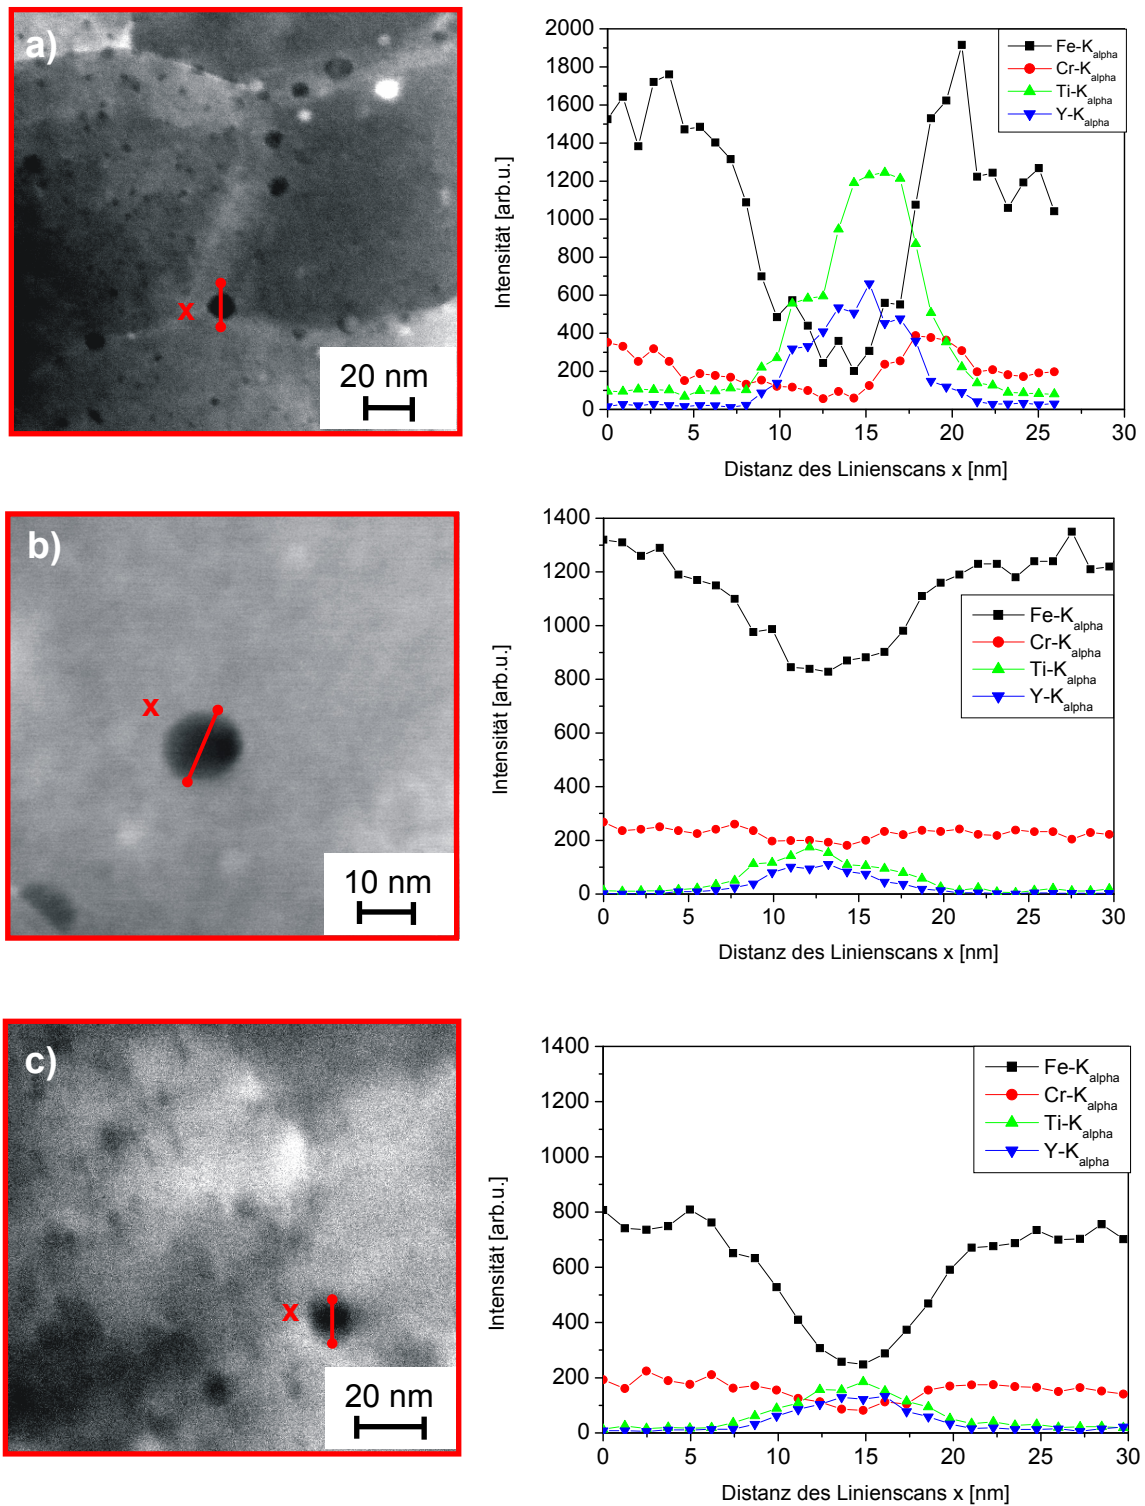 a)
x
20 nm
2000
1800
1600
1400
1200
1000
800
600
400
200
0
Intensität [arb.u.]
Fe-Kalpha
Cr-Kalpha
Ti-Kalpha
Y-Kalpha
0 5 10 15 20 25 30
Distanz des Linienscans x [nm]
b)
x
10 nm
1400
1200
1000
800
600
400
200
0
Intensität [arb.u.]
Fe-Kalpha
Cr-Kalpha
Ti-Kalpha
Y-Kalpha
0 5 10 15 20 25 30
Distanz des Linienscans x [nm]
c)
x
20 nm
1400
1200
1000
800
600
400
200
0
Intensität [arb.u.]
Fe-Kalpha
Cr-Kalpha
Ti-Kalpha
Y-Kalpha
0 5 10 15 20 25 30
Distanz des Linienscans x [nm]